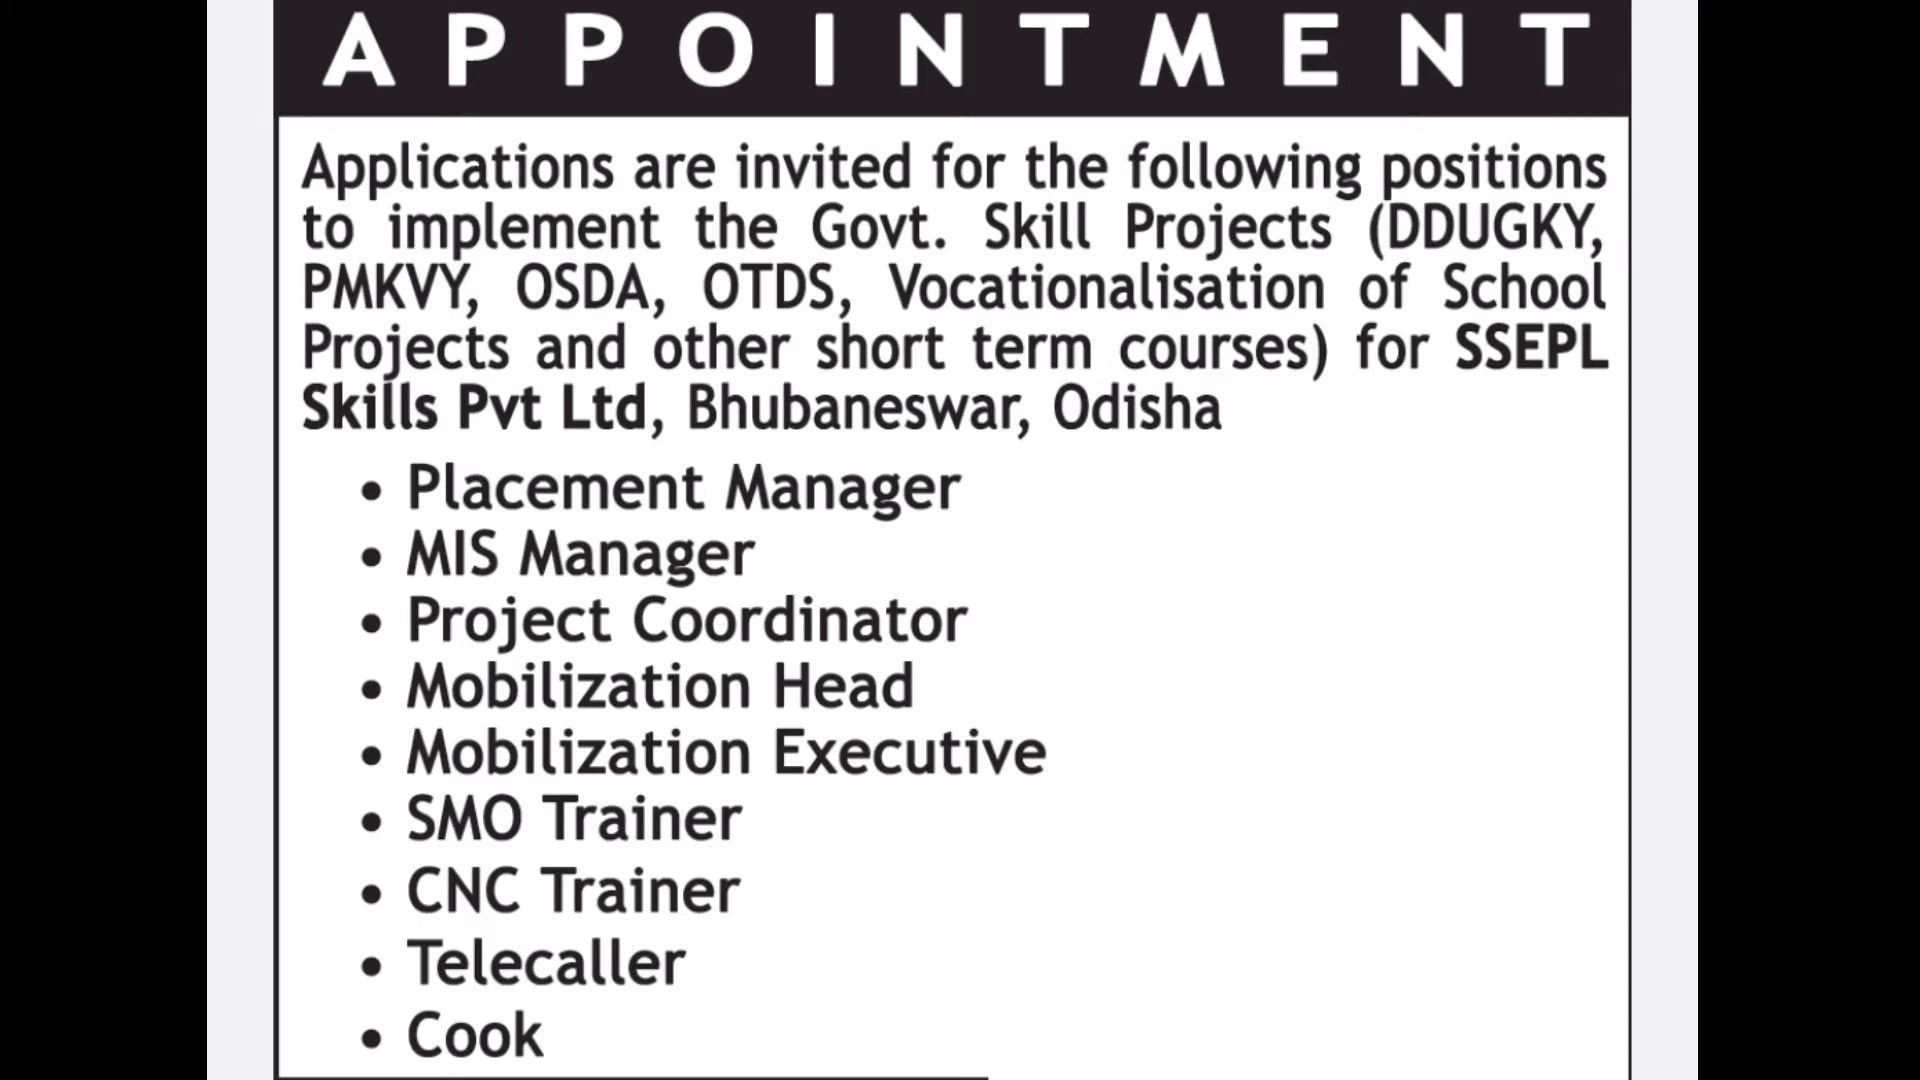 APPOINTMENT
Applications are invited for the following positions
to implement the Govt. Skill Projects (DDUGKY,
PMKVY, OSDA, OTDS, Vocationalisation of School
Projects and other short term courses) for SSEPL
Skills Pvt Ltd, Bhubaneswar, Odisha
• Placement Manager
• MIS Manager
• Project Coordinator
• Mobilization Head
• Mobilization Executive
• SMO Trainer
• CNC Trainer
• Telecaller
• Cook